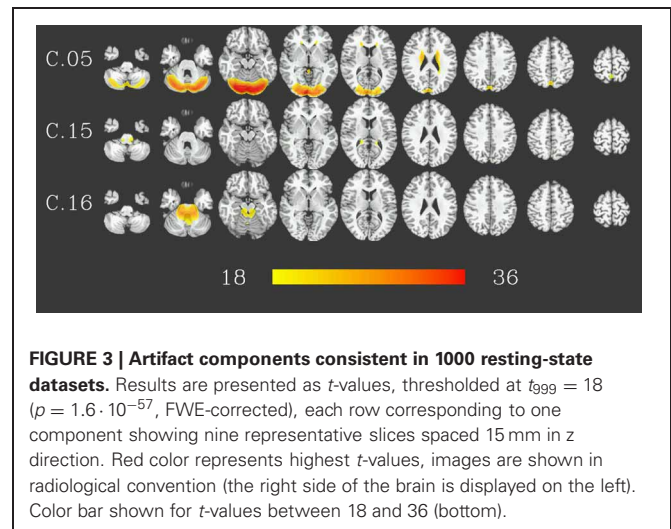 C.05
C.15
C.16
18 36
FIGURE 3 | Artifact components consistent in 1000 resting-state
datasets. Results are presented as t-values, thresholded at t₉₉₉ = 18
(p = 1.6 · 10⁻⁵⁷, FWE-corrected), each row corresponding to one
component showing nine representative slices spaced 15 mm in z
direction. Red color represents highest t-values, images are shown in
radiological convention (the right side of the brain is displayed on the left).
Color bar shown for t-values between 18 and 36 (bottom).